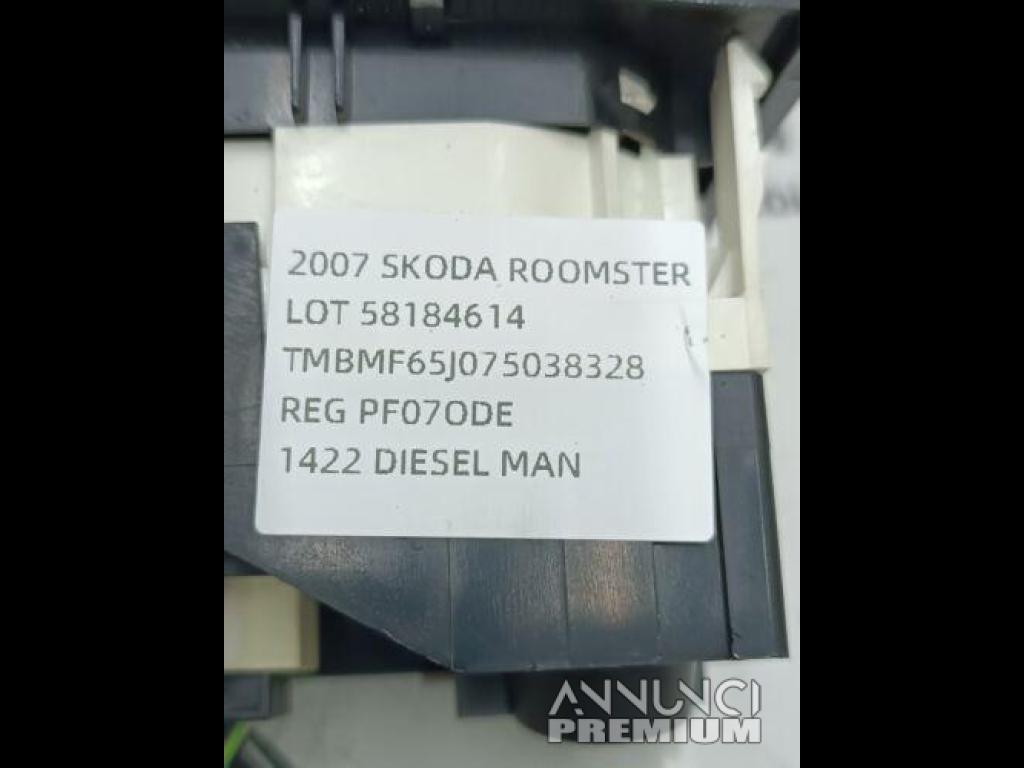 2007 SKODA ROOMSTER
LOT 58184614
TMBMF65J075038328
REG PF07ODE
1422 DIESEL MAN
ANNUNCI
PREMIUM